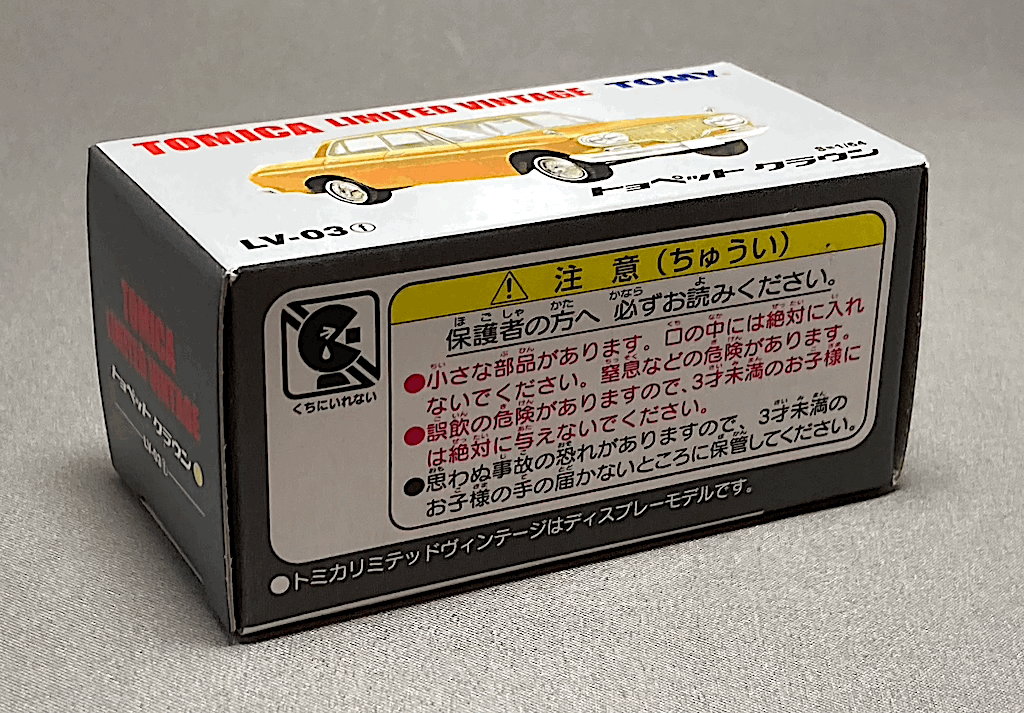 TOMICA LIMITED VINTAGE TOMY
S=1/64
トヨペット クラウン
LV-03①
TOMICA
LIMITED VINTAGE
トヨペット クラウン
⚠ 注 意(ちゅうい)
保護者の方へ 必ずお読みください。
●小さな部品があります。口の中には絶対に入れ
ないでください。窒息などの危険があります。
●誤飲の危険がありますので、3才未満のお子様に
は絶対に与えないでください。
●思わぬ事故の恐れがありますので、3才未満の
お子様の手の届かないところに保管してください。
くちにいれない
●トミカリミテッドヴィンテージはディスプレーモデルです。